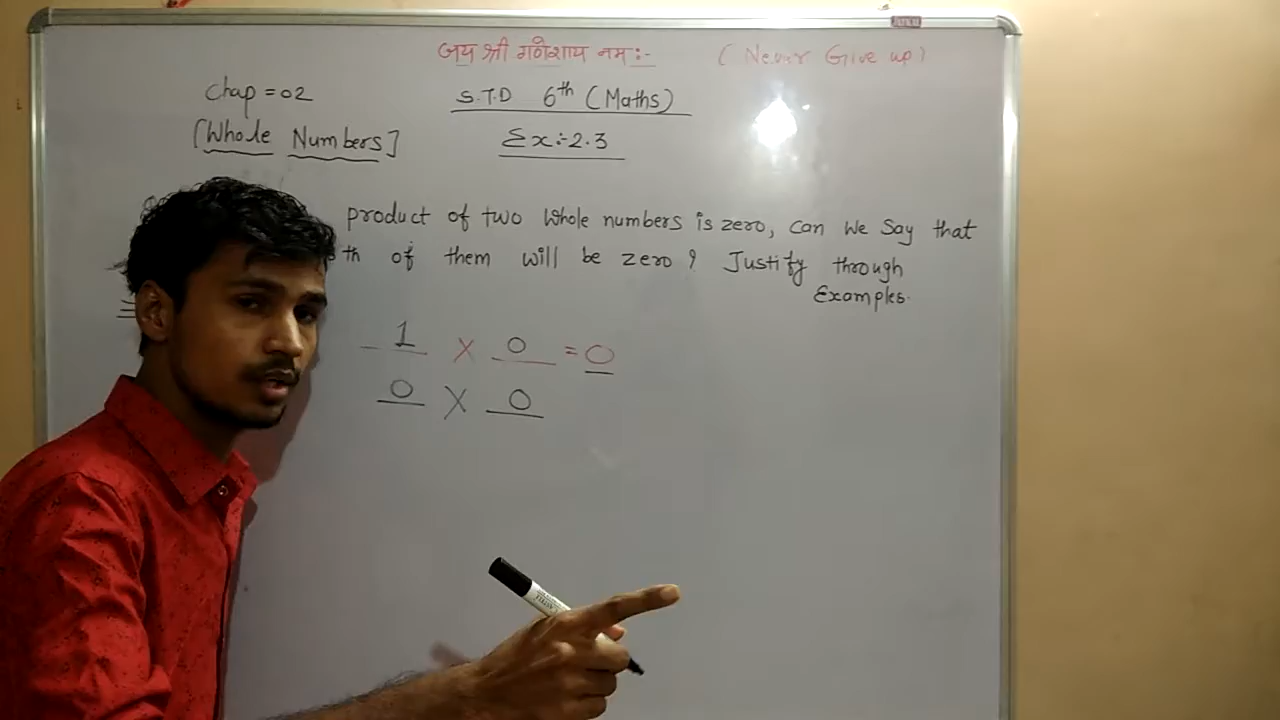 जय श्री गणेशाय नमः:-
( Never Give up )
Chap = 02
S.T.D 6th (Maths)
[Whole Numbers]
Ex:-2.3
product of two whole numbers is zero, can we say that
th of them will be zero? Justify through
Examples.
1 X 0 = 0
0 X 0